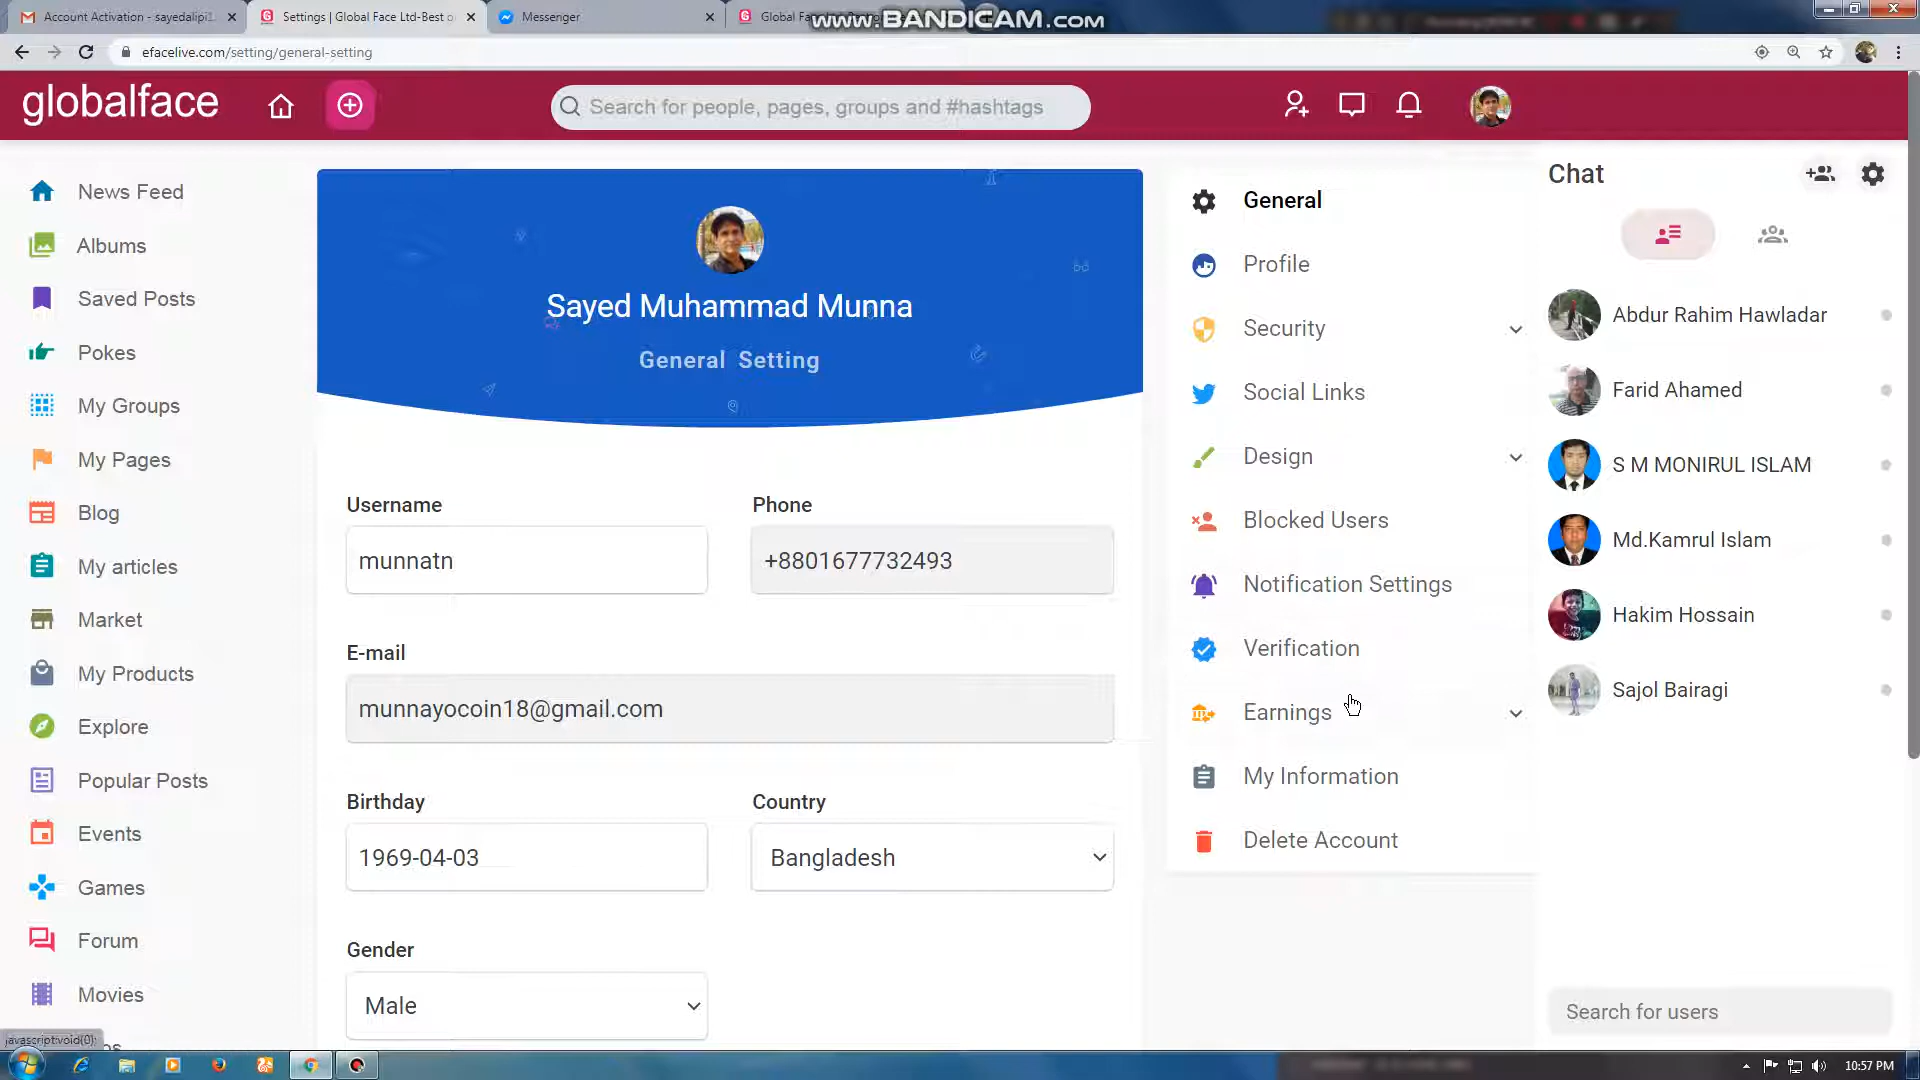 Account Activation - sayedalipi1
Settings | Global Face Ltd-Best o
Messenger
www.BANDICAM.com
efacelive.com/setting/general-setting
globalface
Search for people, pages, groups and #hashtags
News Feed
Albums
Saved Posts
Pokes
My Groups
My Pages
Blog
My articles
Market
My Products
Explore
Popular Posts
Events
Games
Forum
Movies
Sayed Muhammad Munna
General Setting
Username
munnatn
Phone
+8801677732493
E-mail
munnayocoin18@gmail.com
Birthday
1969-04-03
Country
Bangladesh
Gender
Male
General
Profile
Security
Social Links
Design
Blocked Users
Notification Settings
Verification
Earnings
My Information
Delete Account
Chat
Abdur Rahim Hawladar
Farid Ahamed
S M MONIRUL ISLAM
Md.Kamrul Islam
Hakim Hossain
Sajol Bairagi
Search for users
javascript:void(0);
10:57 PM